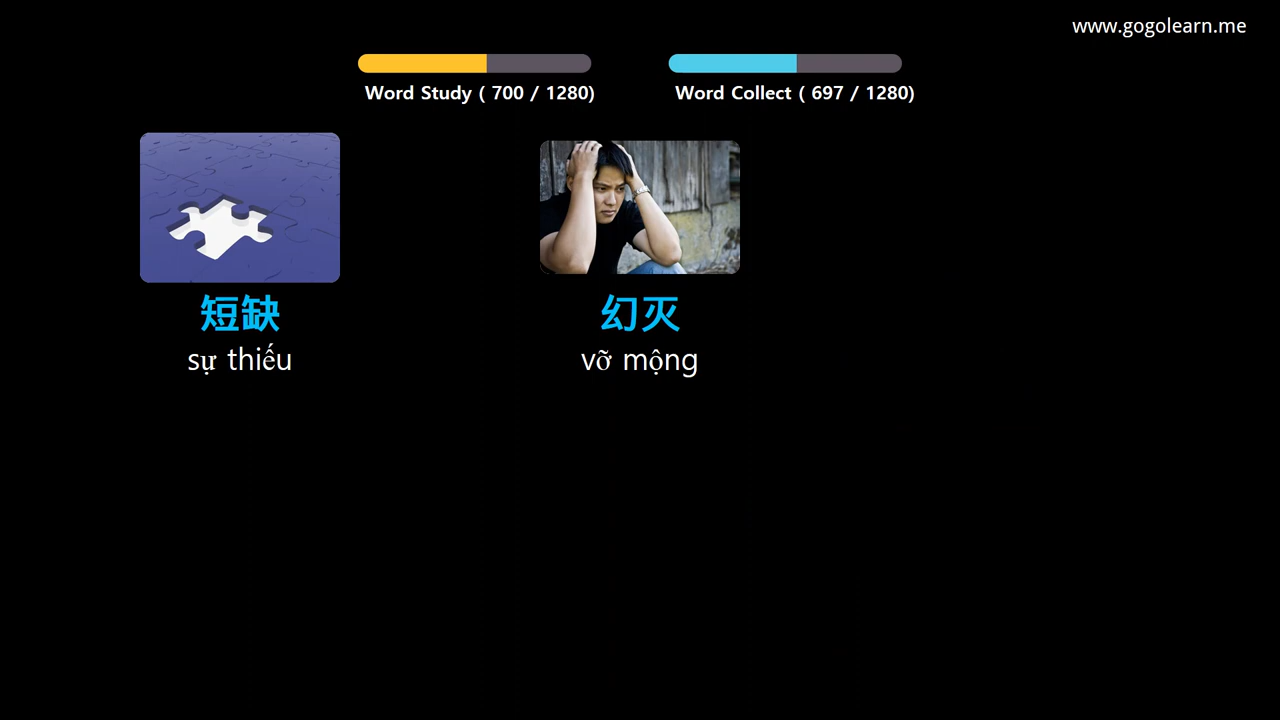 www.gogolearn.me
Word Study ( 700 / 1280)
Word Collect ( 697 / 1280)
短缺
幻灭
sự thiếu
vỡ mộng